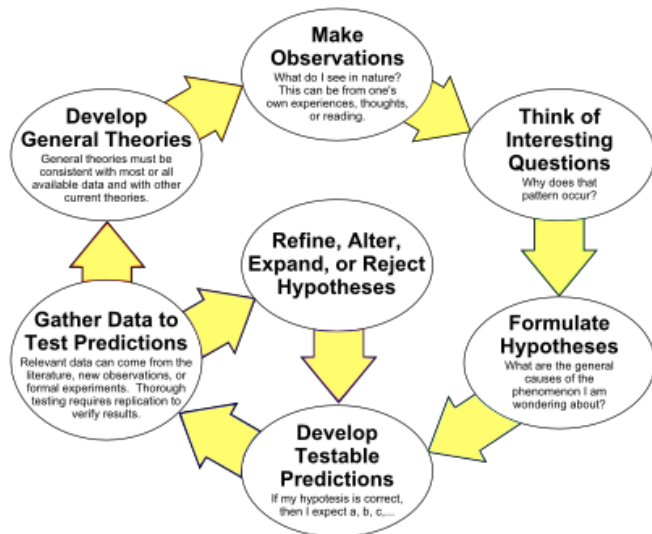 Make
Observations
What do I see in nature?
This can be from one's
own experiences, thoughts,
or reading.
Think of
Interesting
Questions
Why does that
pattern occur?
Formulate
Hypotheses
What are the general
causes of the
phenomenon I am
wondering about?
Develop
Testable
Predictions
If my hypotesis is correct,
then I expect a, b, c,...
Gather Data to
Test Predictions
Relevant data can come from the
literature, new observations, or
formal experiments. Thorough
testing requires replication to
verify results.
Refine, Alter,
Expand, or Reject
Hypotheses
Develop
General Theories
General theories must be
consistent with most or all
available data and with other
current theories.